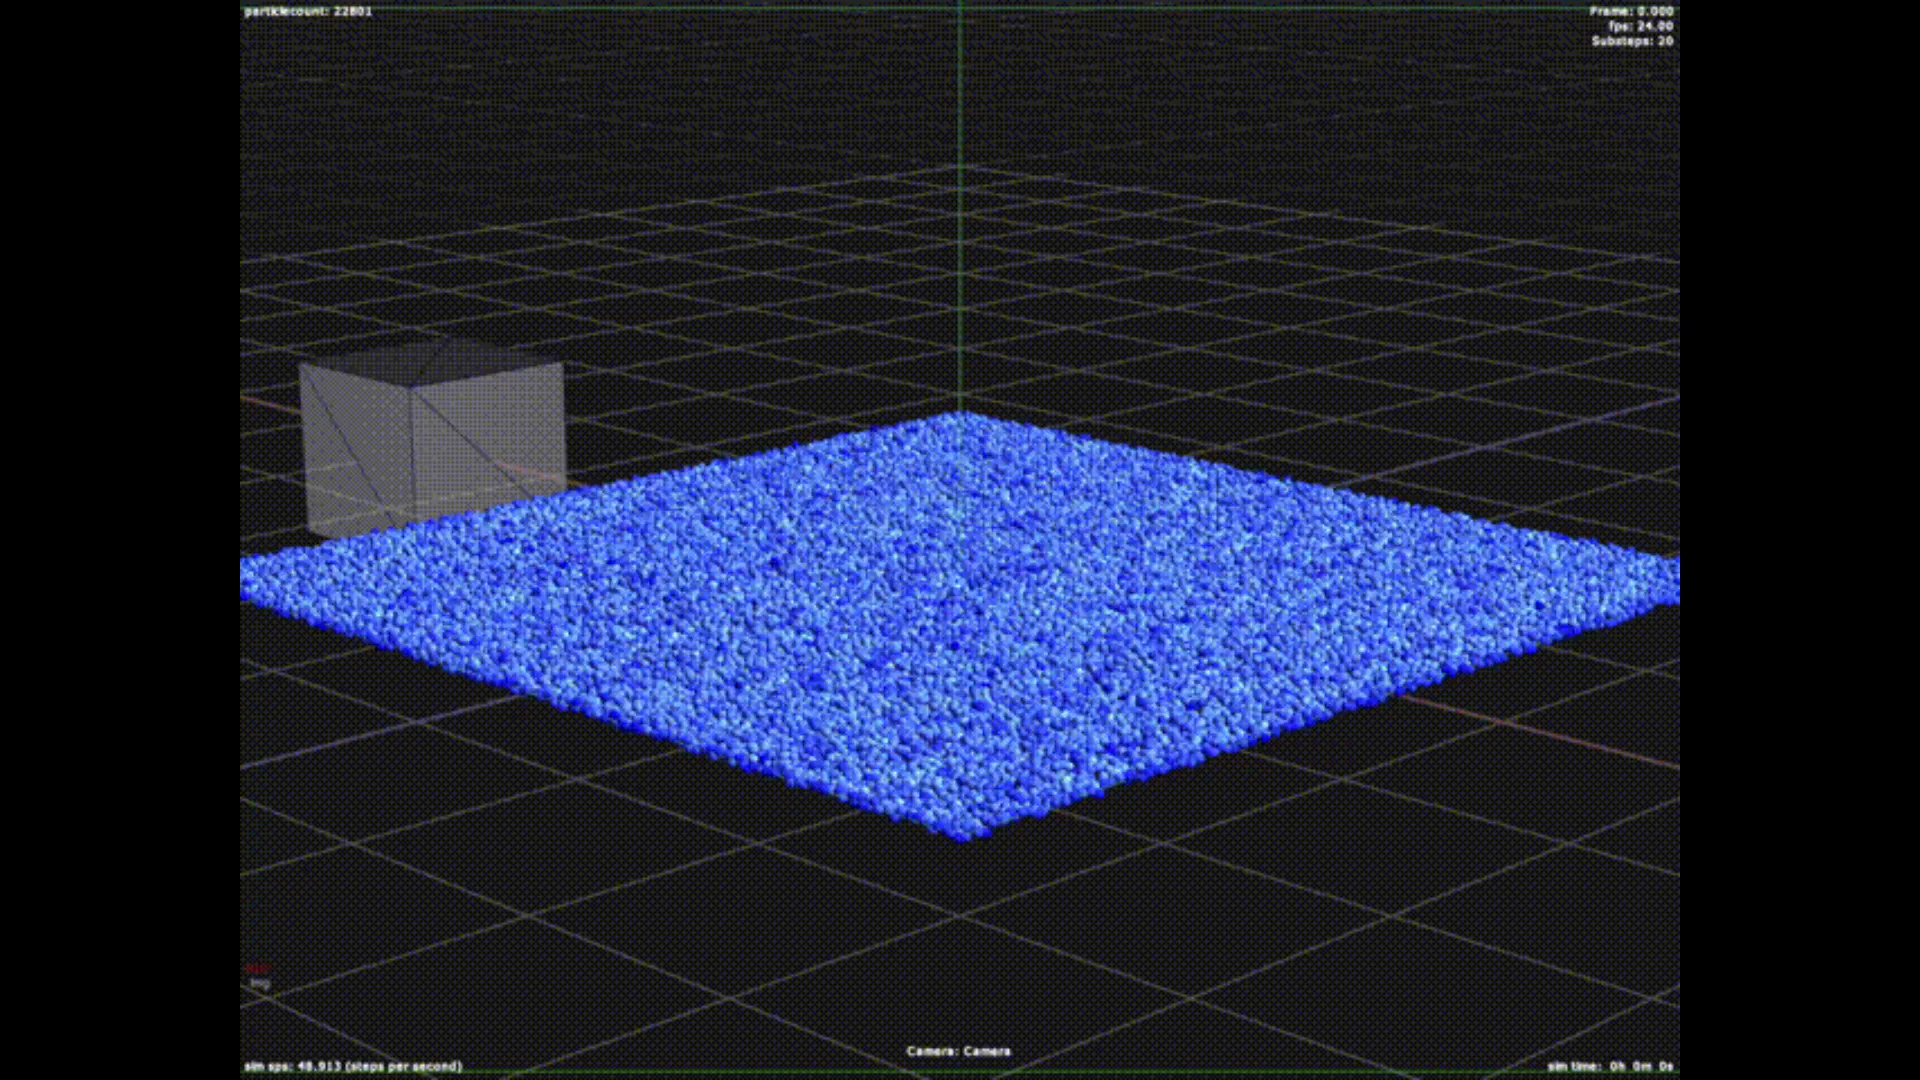 particlecount: 22801
Frame: 0.000
fps: 24.00
Substeps: 20
Camera: Camera
sim sps: 48.913 (steps per second)
sim time: 0h 0m 0s